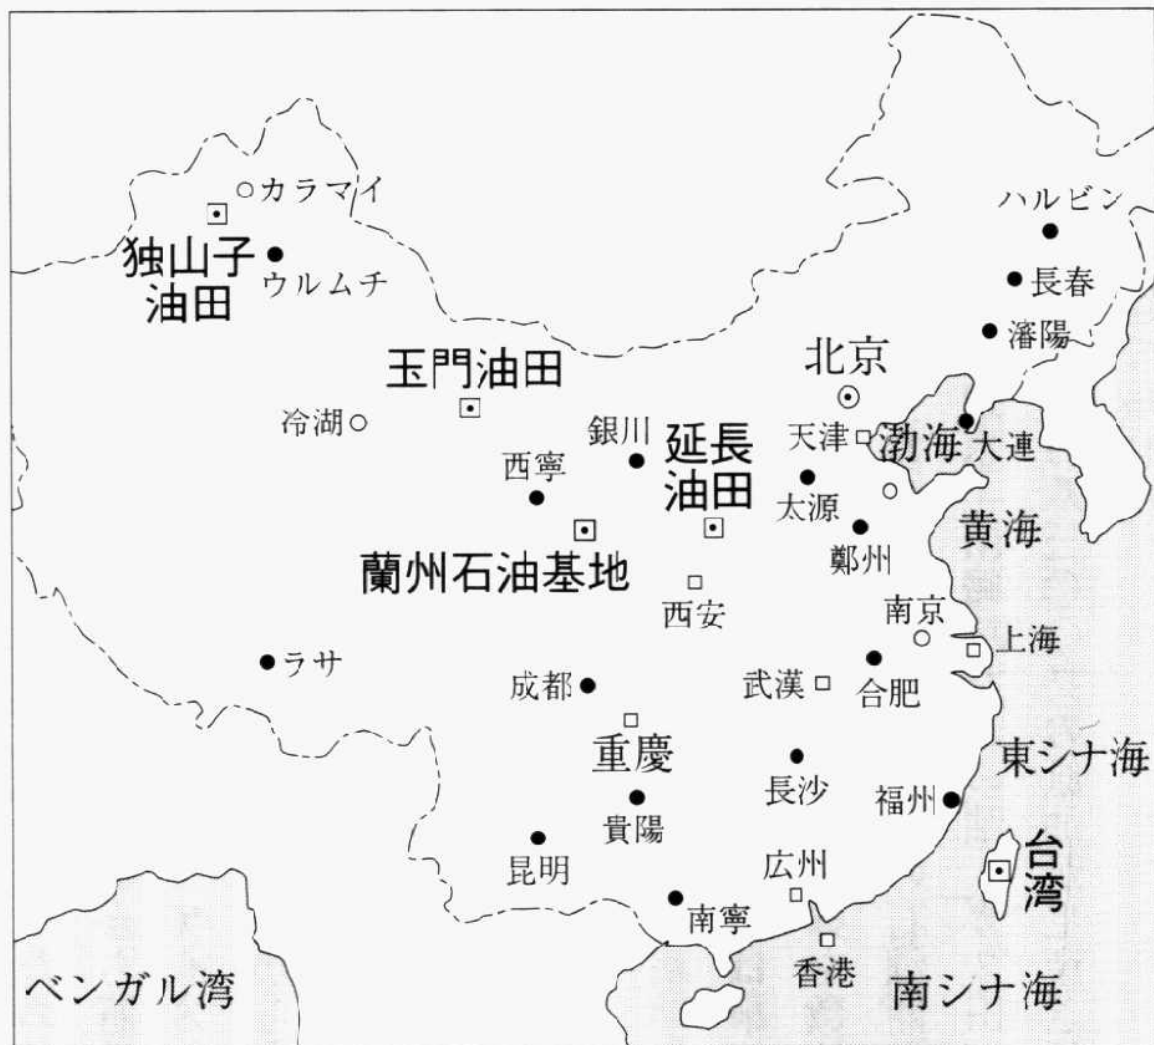 カラマイ
独山子
油田
ウルムチ
ハルビン
長春
瀋陽
玉門油田
北京
冷湖
銀川
延長
油田
天津
渤海
大連
西寧
太源
黄海
鄭州
蘭州石油基地
西安
南京
上海
ラサ
成都
武漢
合肥
重慶
長沙
東シナ海
福州
貴陽
昆明
広州
台湾
南寧
香港
ベンガル湾
南シナ海